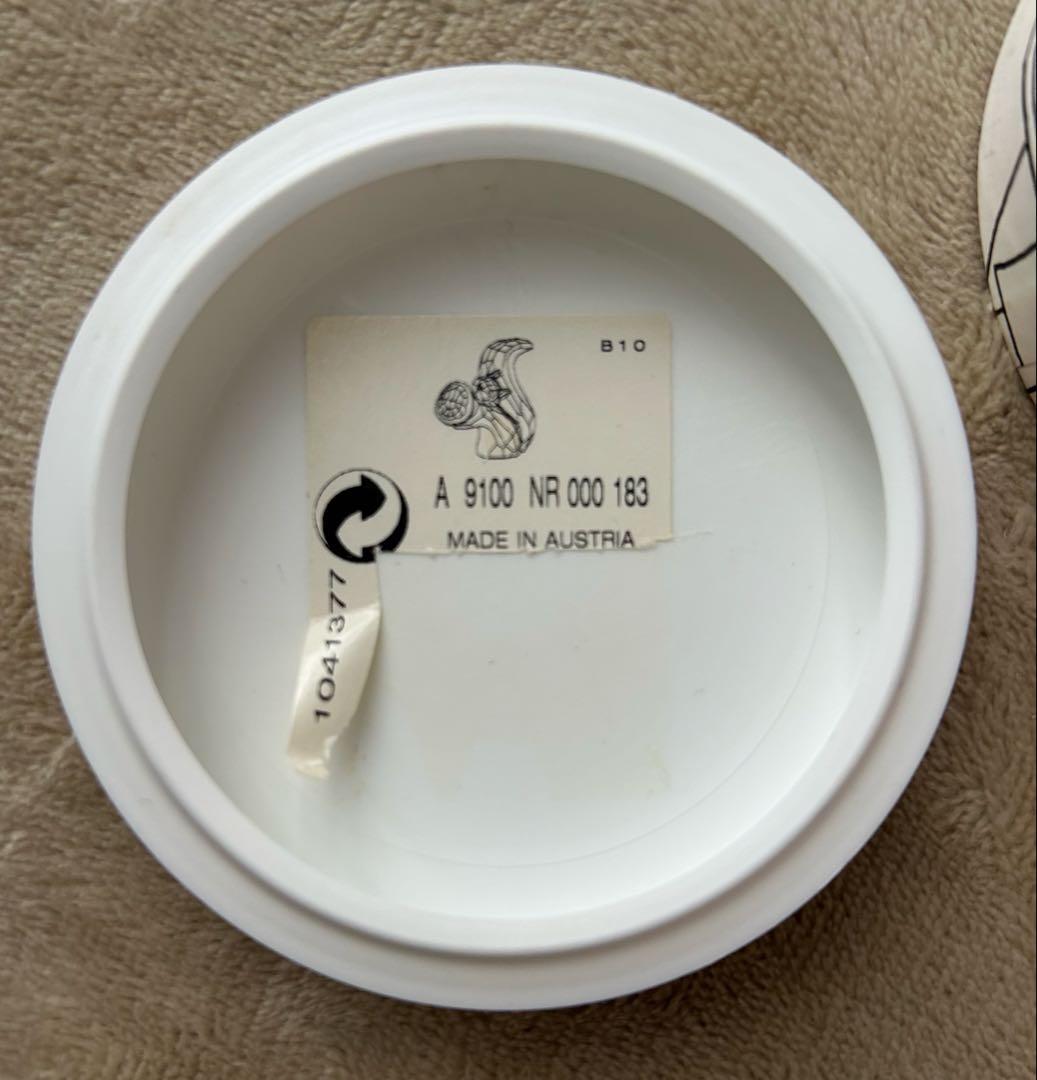 B10
A 9100 NR 000 183
MADE IN AUSTRIA
1041377